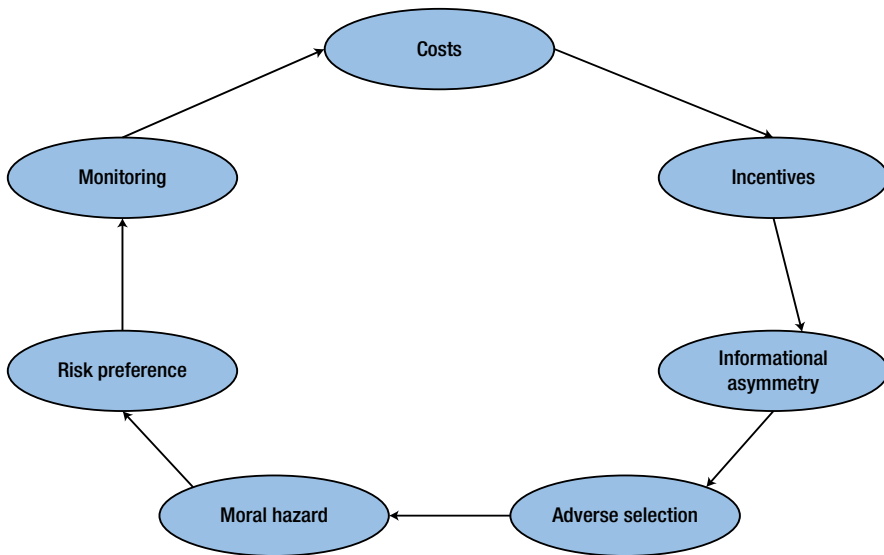 Costs
Incentives
Informational
asymmetry
Adverse selection
Moral hazard
Risk preference
Monitoring